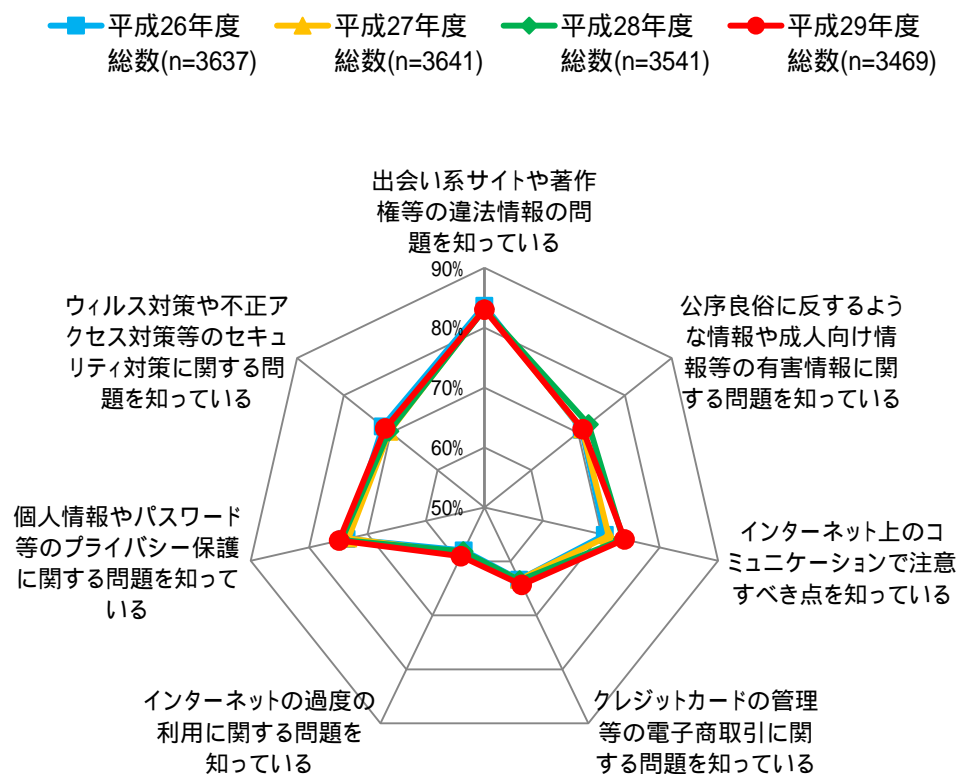 平成26年度
総数(n=3637)
平成27年度
総数(n=3641)
平成28年度
総数(n=3541)
平成29年度
総数(n=3469)
出会い系サイトや著作
権等の違法情報の問
題を知っている
公序良俗に反するよう
な情報や成人向け情
報等の有害情報に関
する問題を知っている
インターネット上のコ
ミュニケーションで注意
すべき点を知っている
クレジットカードの管理
等の電子商取引に関
する問題を知っている
インターネットの過度の
利用に関する問題を
知っている
個人情報やパスワード
等のプライバシー保護
に関する問題を知って
いる
ウィルス対策や不正ア
クセス対策等のセキュ
リティ対策に関する問
題を知っている
90%
80%
70%
60%
50%